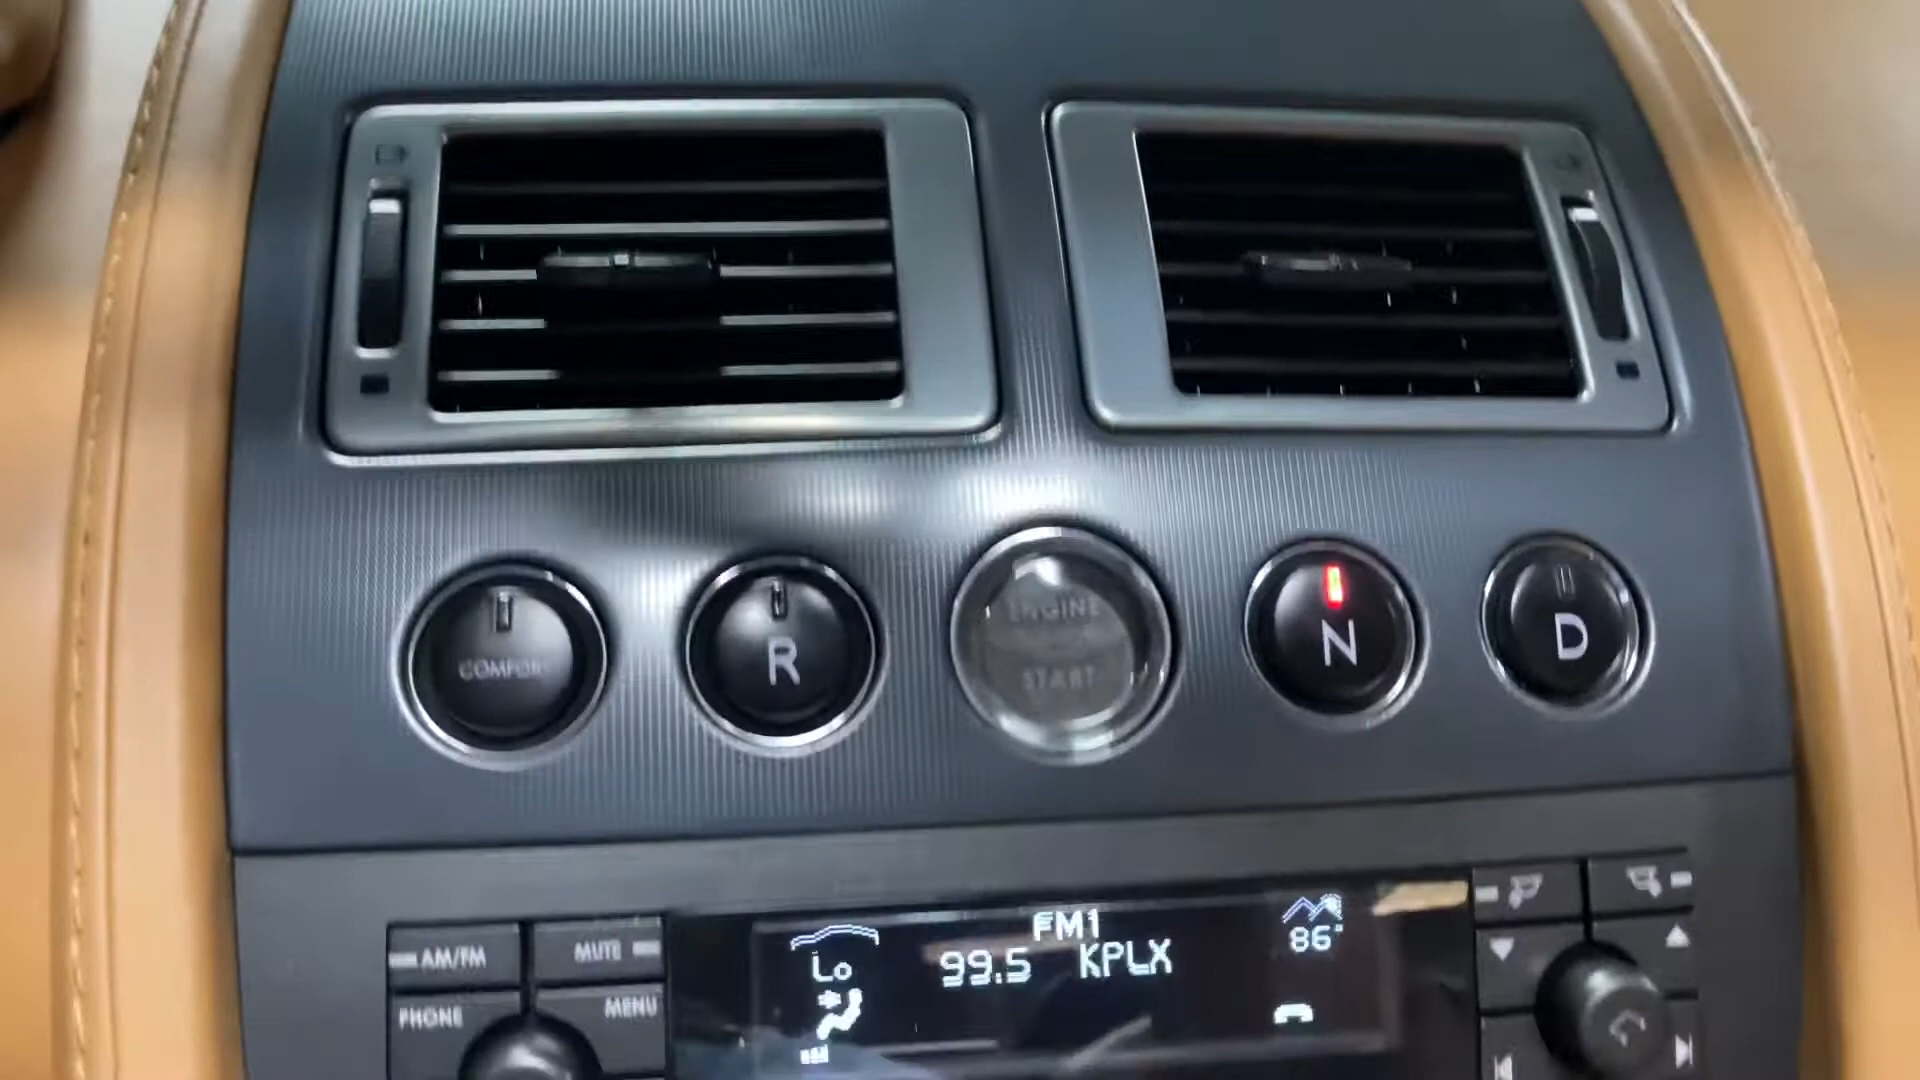 COMFORT
R
ENGINE
START
N
D
AM/FM
MUTE
PHONE
MENU
FM1
Lo
99.5 KPLX
86°